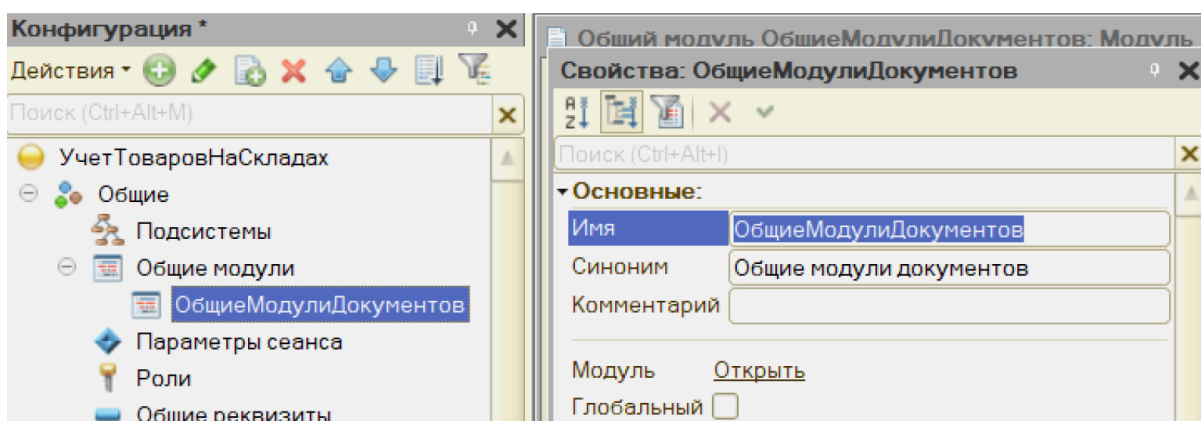 Конфигурация *
Действия
Поиск (Ctrl+Alt+M)
УчетТоваровНаСкладах
Общие
Подсистемы
Общие модули
ОбщиеМодулиДокументов
Параметры сеанса
Роли
Общие реквизиты
Общий модуль ОбщиеМодулиДокументов: Модуль
Свойства: ОбщиеМодулиДокументов
Поиск (Ctrl+Alt+I)
Основные:
Имя ОбщиеМодулиДокументов
Синоним Общие модули документов
Комментарий
Модуль Открыть
Глобальный